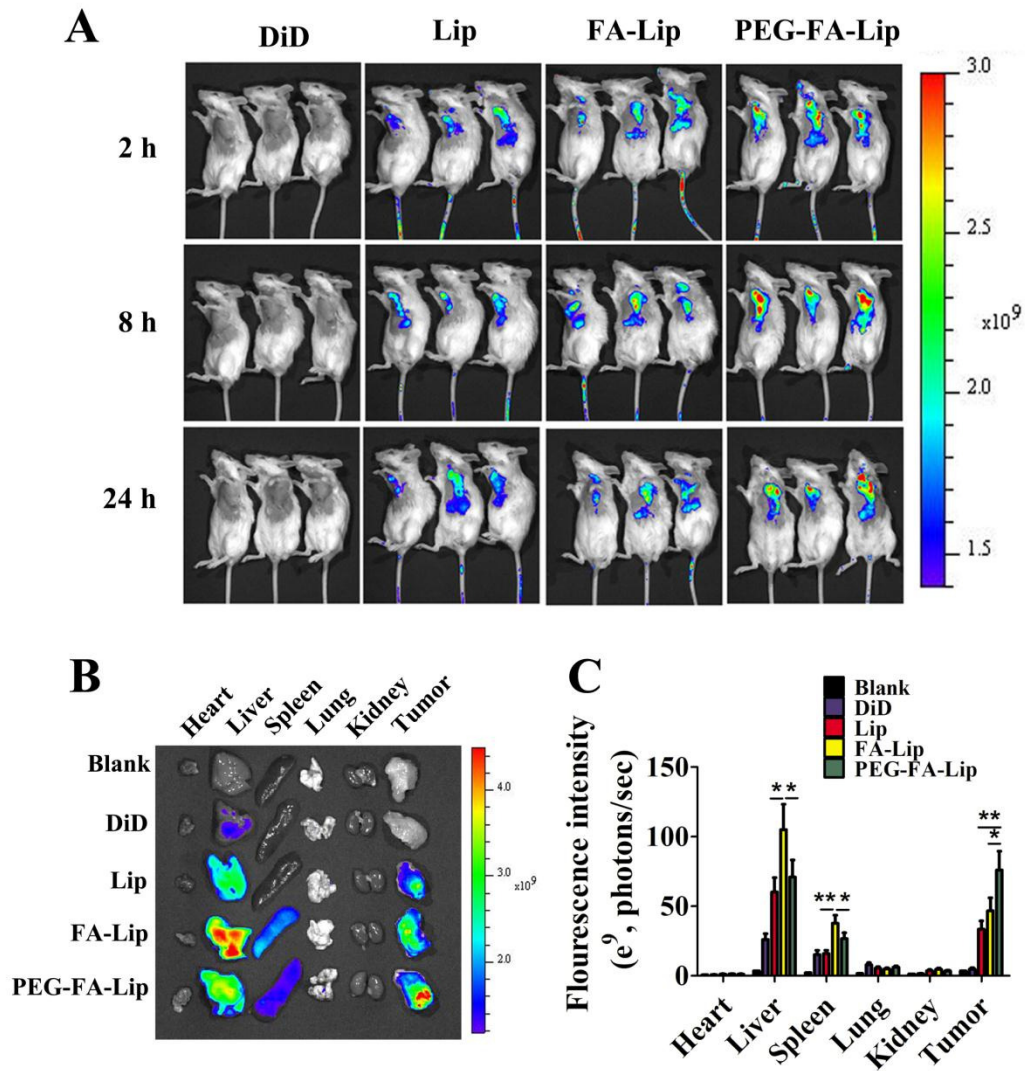 A
DiD Lip FA-Lip PEG-FA-Lip
2 h
8 h
24 h
3.0
2.5
x10⁹
2.0
1.5
B
Heart Liver Spleen Lung Kidney Tumor
Blank
DiD
Lip
FA-Lip
PEG-FA-Lip
4.0
3.0
x10⁹
2.0
C
Blank
DiD
Lip
FA-Lip
PEG-FA-Lip
Flourescence intensity
(e⁹, photons/sec)
150
100
50
0
* *
** *
**
*
Heart Liver Spleen Lung Kidney Tumor